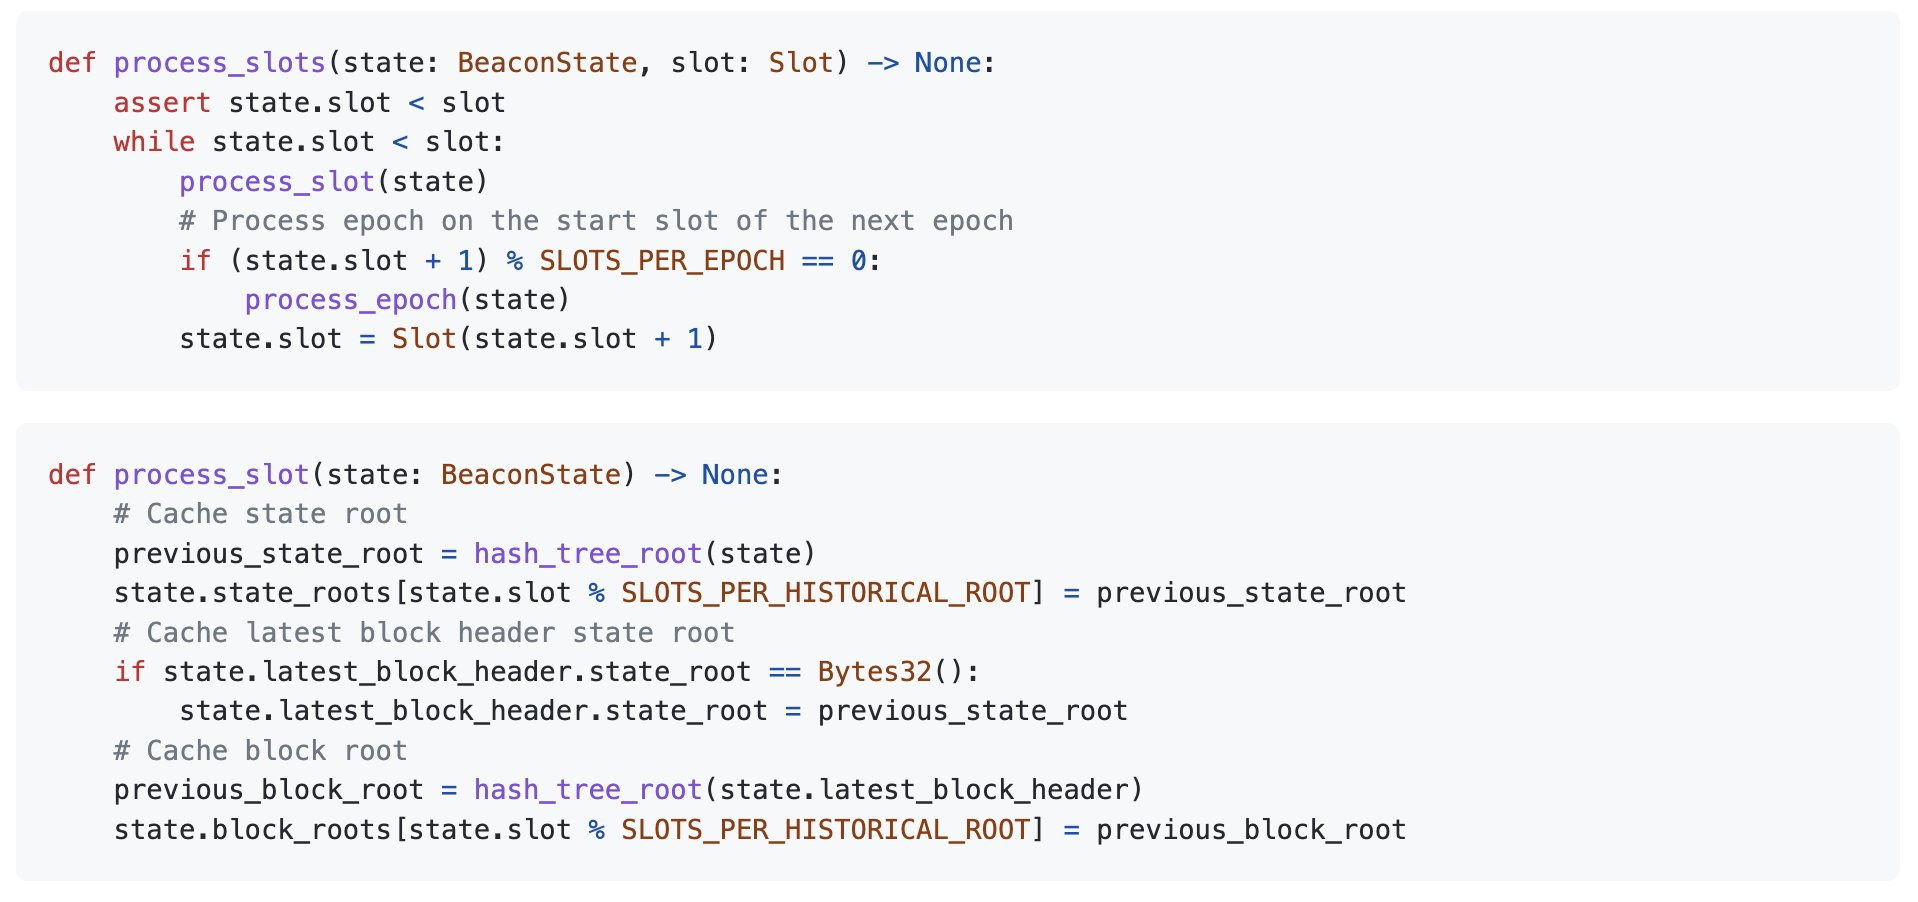 def process_slots(state: BeaconState, slot: Slot) -> None:
    assert state.slot < slot
    while state.slot < slot:
        process_slot(state)
        # Process epoch on the start slot of the next epoch
        if (state.slot + 1) % SLOTS_PER_EPOCH == 0:
            process_epoch(state)
        state.slot = Slot(state.slot + 1)
def process_slot(state: BeaconState) -> None:
    # Cache state root
    previous_state_root = hash_tree_root(state)
    state.state_roots[state.slot % SLOTS_PER_HISTORICAL_ROOT] = previous_state_root
    # Cache latest block header state root
    if state.latest_block_header.state_root == Bytes32():
        state.latest_block_header.state_root = previous_state_root
    # Cache block root
    previous_block_root = hash_tree_root(state.latest_block_header)
    state.block_roots[state.slot % SLOTS_PER_HISTORICAL_ROOT] = previous_block_root